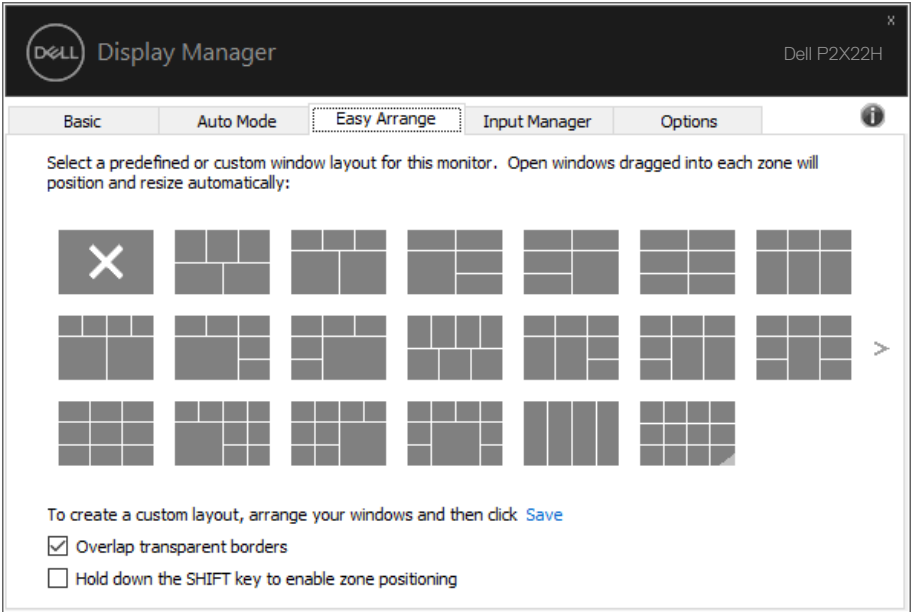 x
DELL Display Manager
Dell P2X22H
Basic Auto Mode Easy Arrange Input Manager Options
Select a predefined or custom window layout for this monitor. Open windows dragged into each zone will
position and resize automatically:
>
To create a custom layout, arrange your windows and then click Save
Overlap transparent borders
Hold down the SHIFT key to enable zone positioning